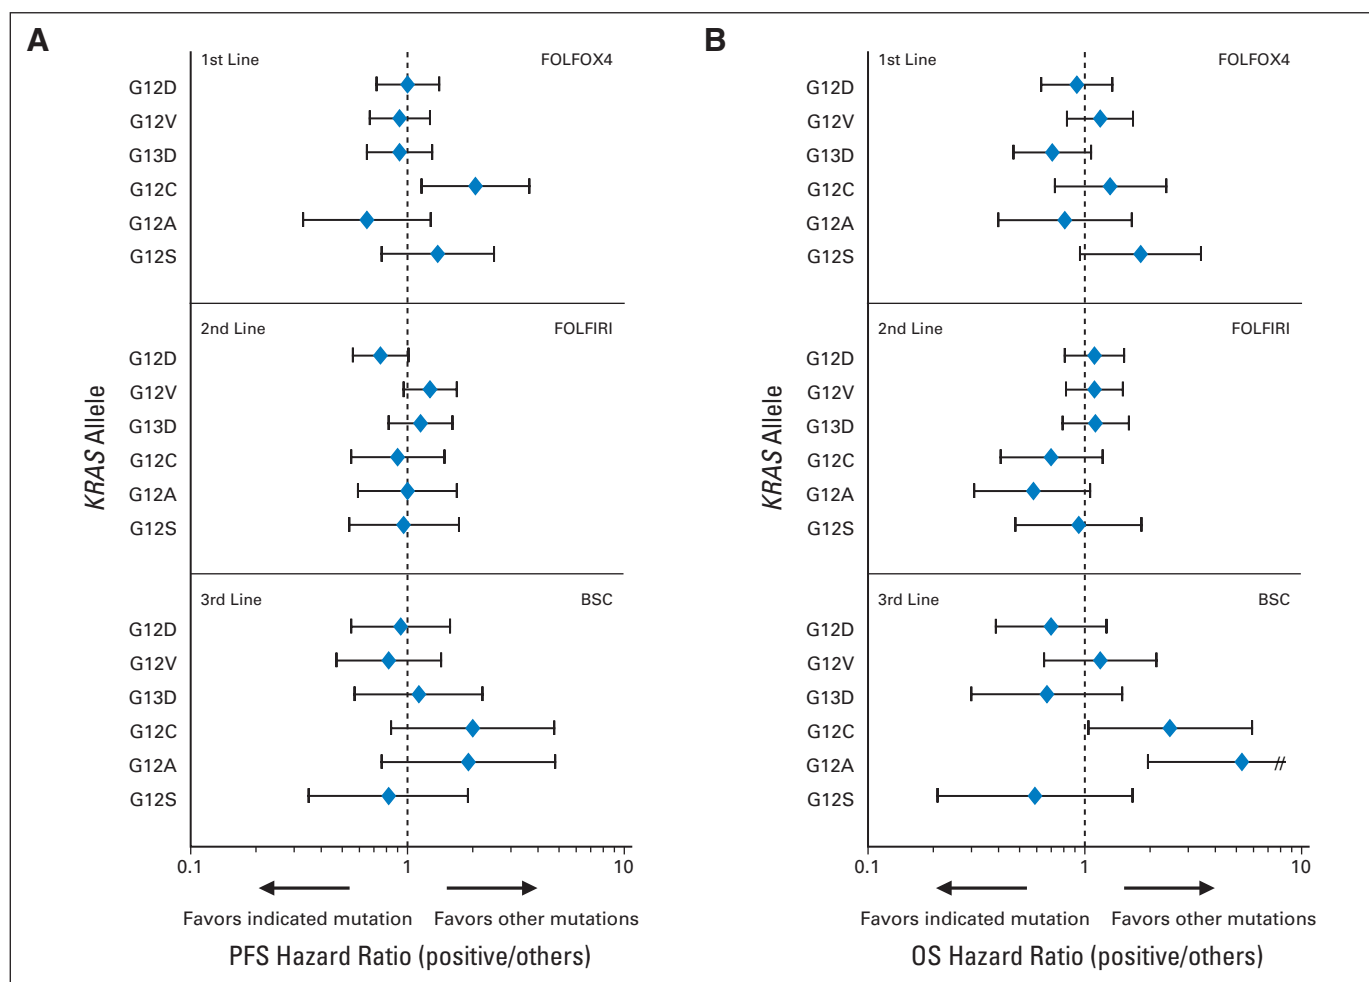 A
1st Line FOLFOX4
G12D
G12V
G13D
G12C
G12A
G12S
2nd Line FOLFIRI
G12D
G12V
G13D
G12C
G12A
G12S
3rd Line BSC
G12D
G12V
G13D
G12C
G12A
G12S
KRAS Allele
0.1 1 10
Favors indicated mutation Favors other mutations
PFS Hazard Ratio (positive/others)
B
1st Line FOLFOX4
G12D
G12V
G13D
G12C
G12A
G12S
2nd Line FOLFIRI
G12D
G12V
G13D
G12C
G12A
G12S
3rd Line BSC
G12D
G12V
G13D
G12C
G12A
G12S
KRAS Allele
0.1 1 10
Favors indicated mutation Favors other mutations
OS Hazard Ratio (positive/others)